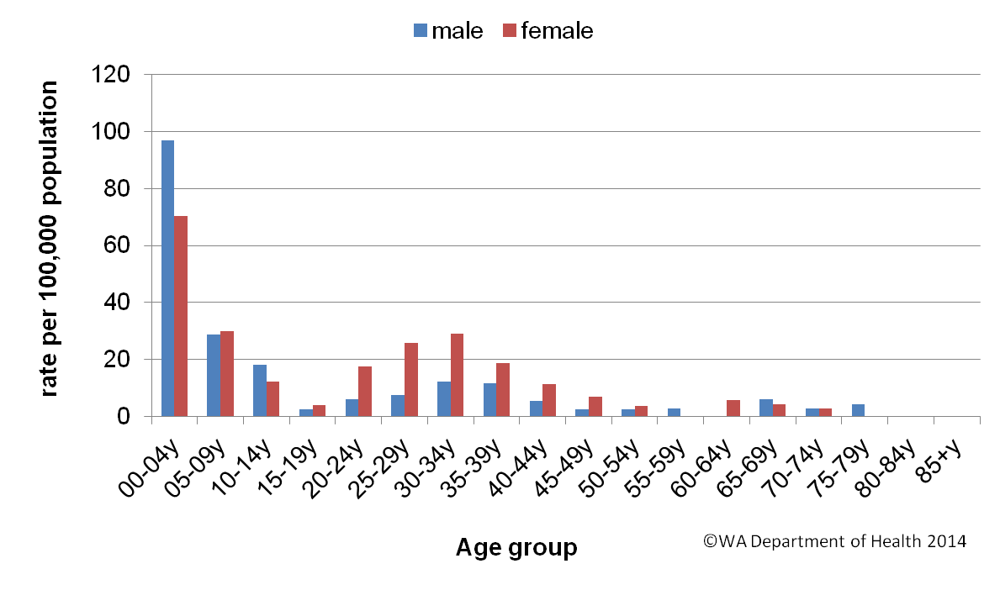 male female
rate per 100,000 population
120
100
80
60
40
20
0
00-04y
05-09y
10-14y
15-19y
20-24y
25-29y
30-34y
35-39y
40-44y
45-49y
50-54y
55-59y
60-64y
65-69y
70-74y
75-79y
80-84y
85+y
Age group
©WA Department of Health 2014